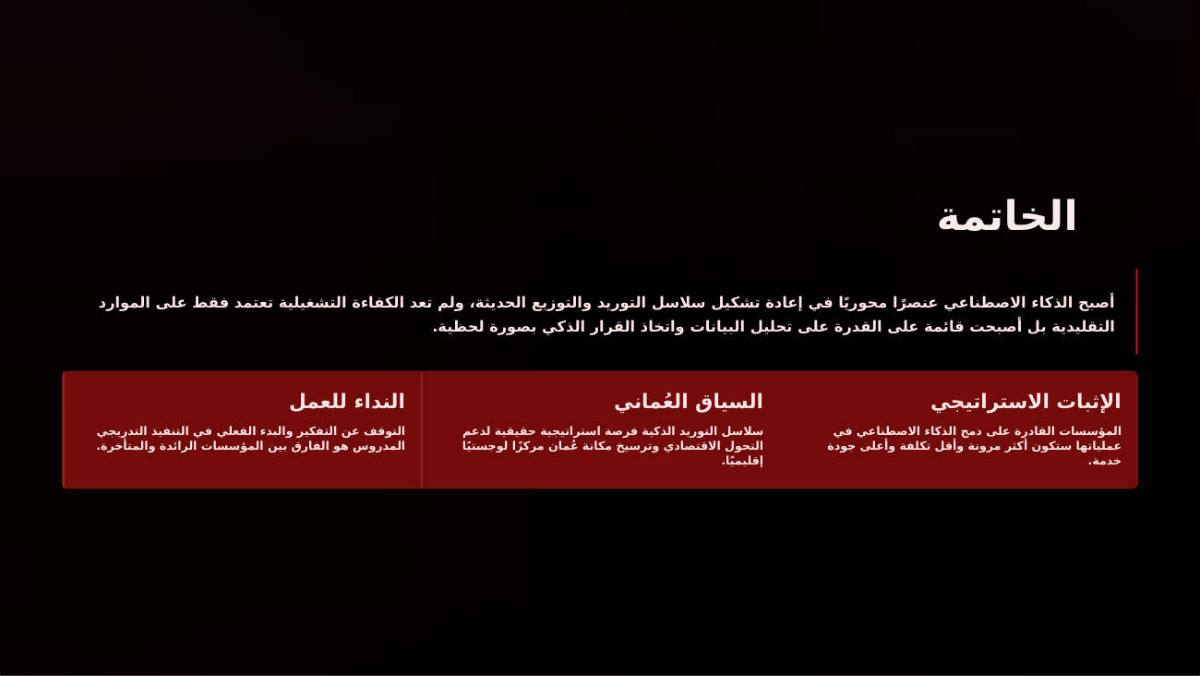 الخاتمة
أصبح الذكاء الاصطناعي عنصرًا محوريًا في إعادة تشكيل سلاسل التوريد والتوزيع الحديثة، ولم تعد الكفاءة التشغيلية تعتمد فقط على الموارد
التقليدية بل أصبحت قائمة على القدرة على تحليل البيانات واتخاذ القرار الذكي بصورة لحظية.
الإثبات الاستراتيجي
المؤسسات القادرة على دمج الذكاء الاصطناعي في
عملياتها ستكون أكثر مرونة وأقل تكلفة وأعلى جودة
خدمة.
السياق العُماني
سلاسل التوريد الذكية فرصة استراتيجية حقيقية لدعم
التحول الاقتصادي وترسيخ مكانة عُمان مركزًا لوجستيًا
إقليميًا.
النداء للعمل
التوقف عن التفكير والبدء الفعلي في التنفيذ التدريجي
المدروس هو الفارق بين المؤسسات الرائدة والمتأخرة.